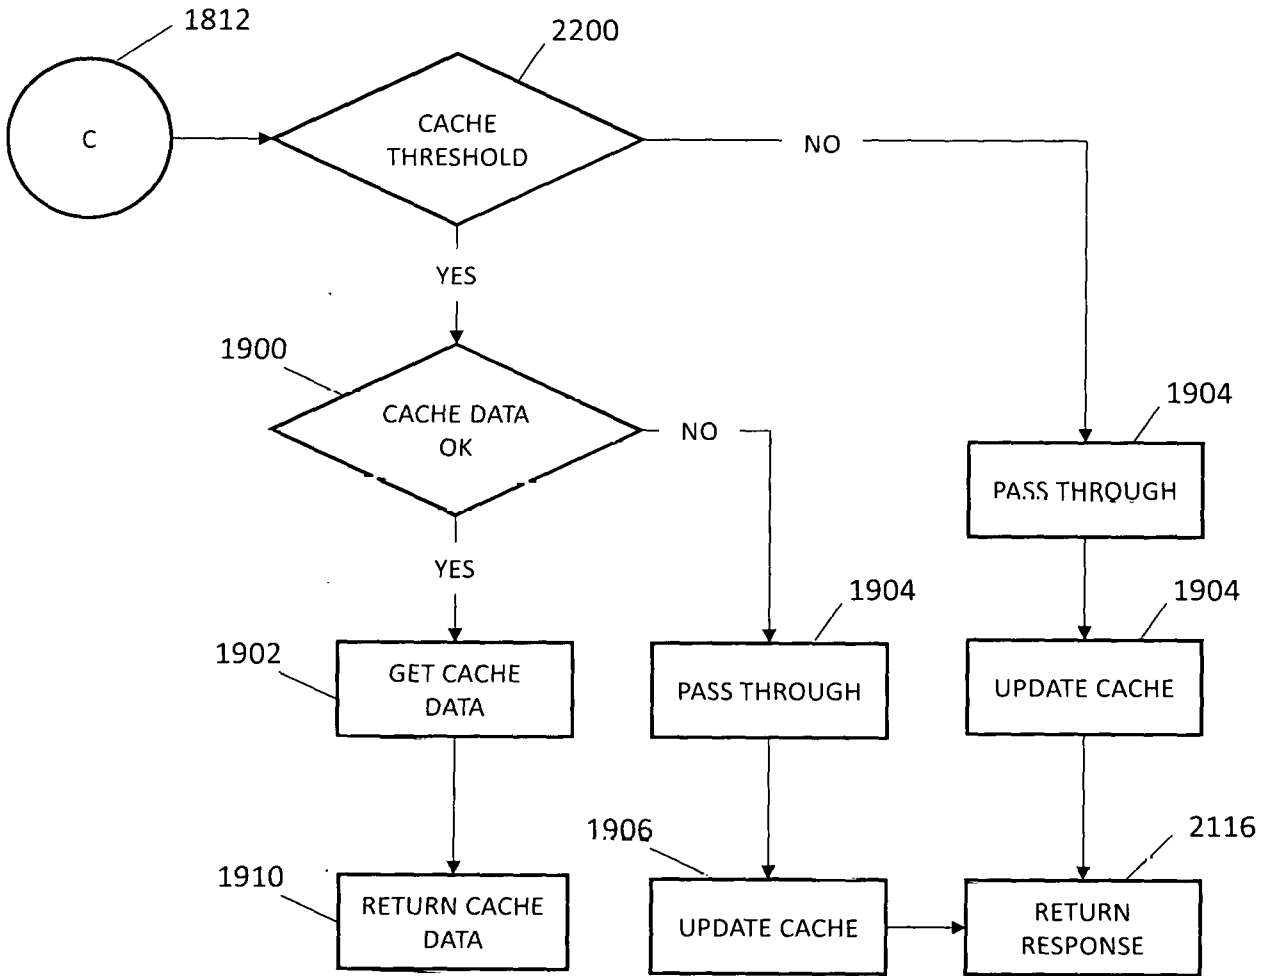 1812
2200
C
CACHE
THRESHOLD
NO
YES
1900
CACHE DATA
OK
NO
1904
PASS THROUGH
YES
1904
1904
1902
GET CACHE
DATA
PASS THROUGH
UPDATE CACHE
1906
2116
1910
RETURN CACHE
DATA
UPDATE CACHE
RETURN
RESPONSE